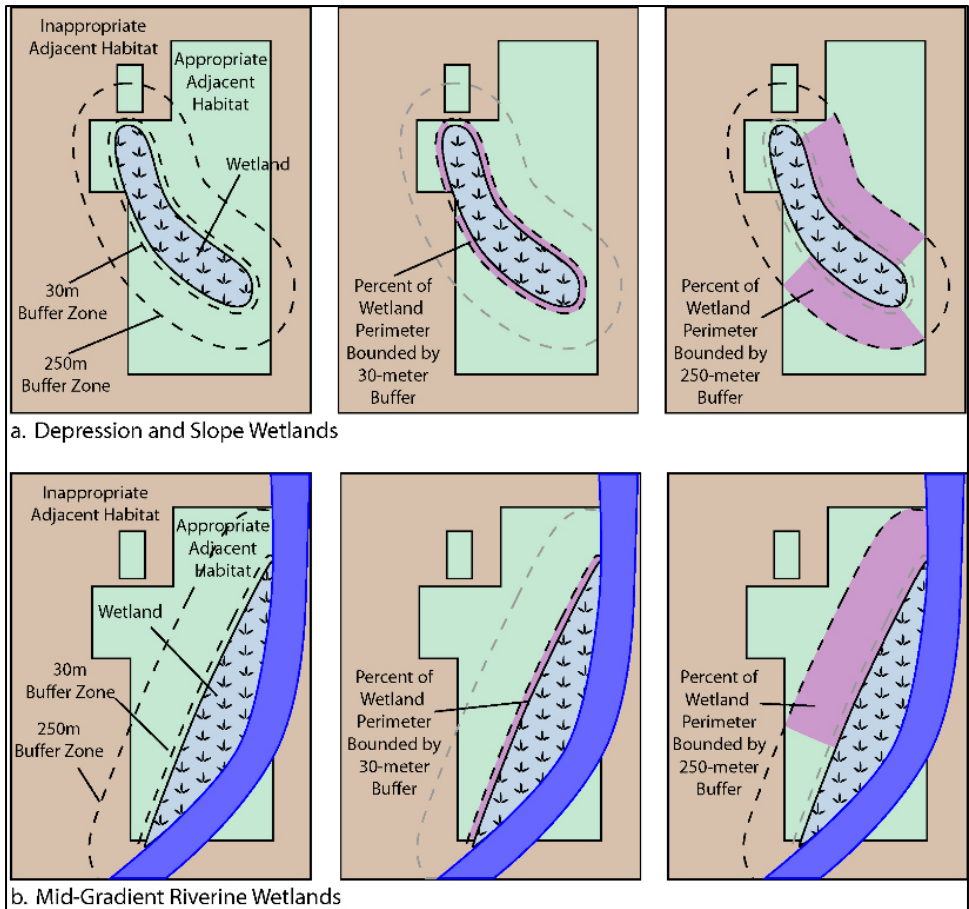 Inappropriate
Adjacent Habitat
Appropriate
Adjacent
Habitat
Wetland
30m
Buffer Zone
250m
Buffer Zone
Percent of
Wetland
Perimeter
Bounded by
30-meter
Buffer
Percent of
Wetland
Perimeter
Bounded by
250-meter
Buffer
a. Depression and Slope Wetlands
Inappropriate
Adjacent Habitat
Appropriate
Adjacent
Habitat
Wetland
30m
Buffer Zone
250m
Buffer Zone
Percent of
Wetland
Perimeter
Bounded by
30-meter
Buffer
Percent of
Wetland
Perimeter
Bounded by
250-meter
Buffer
b. Mid-Gradient Riverine Wetlands